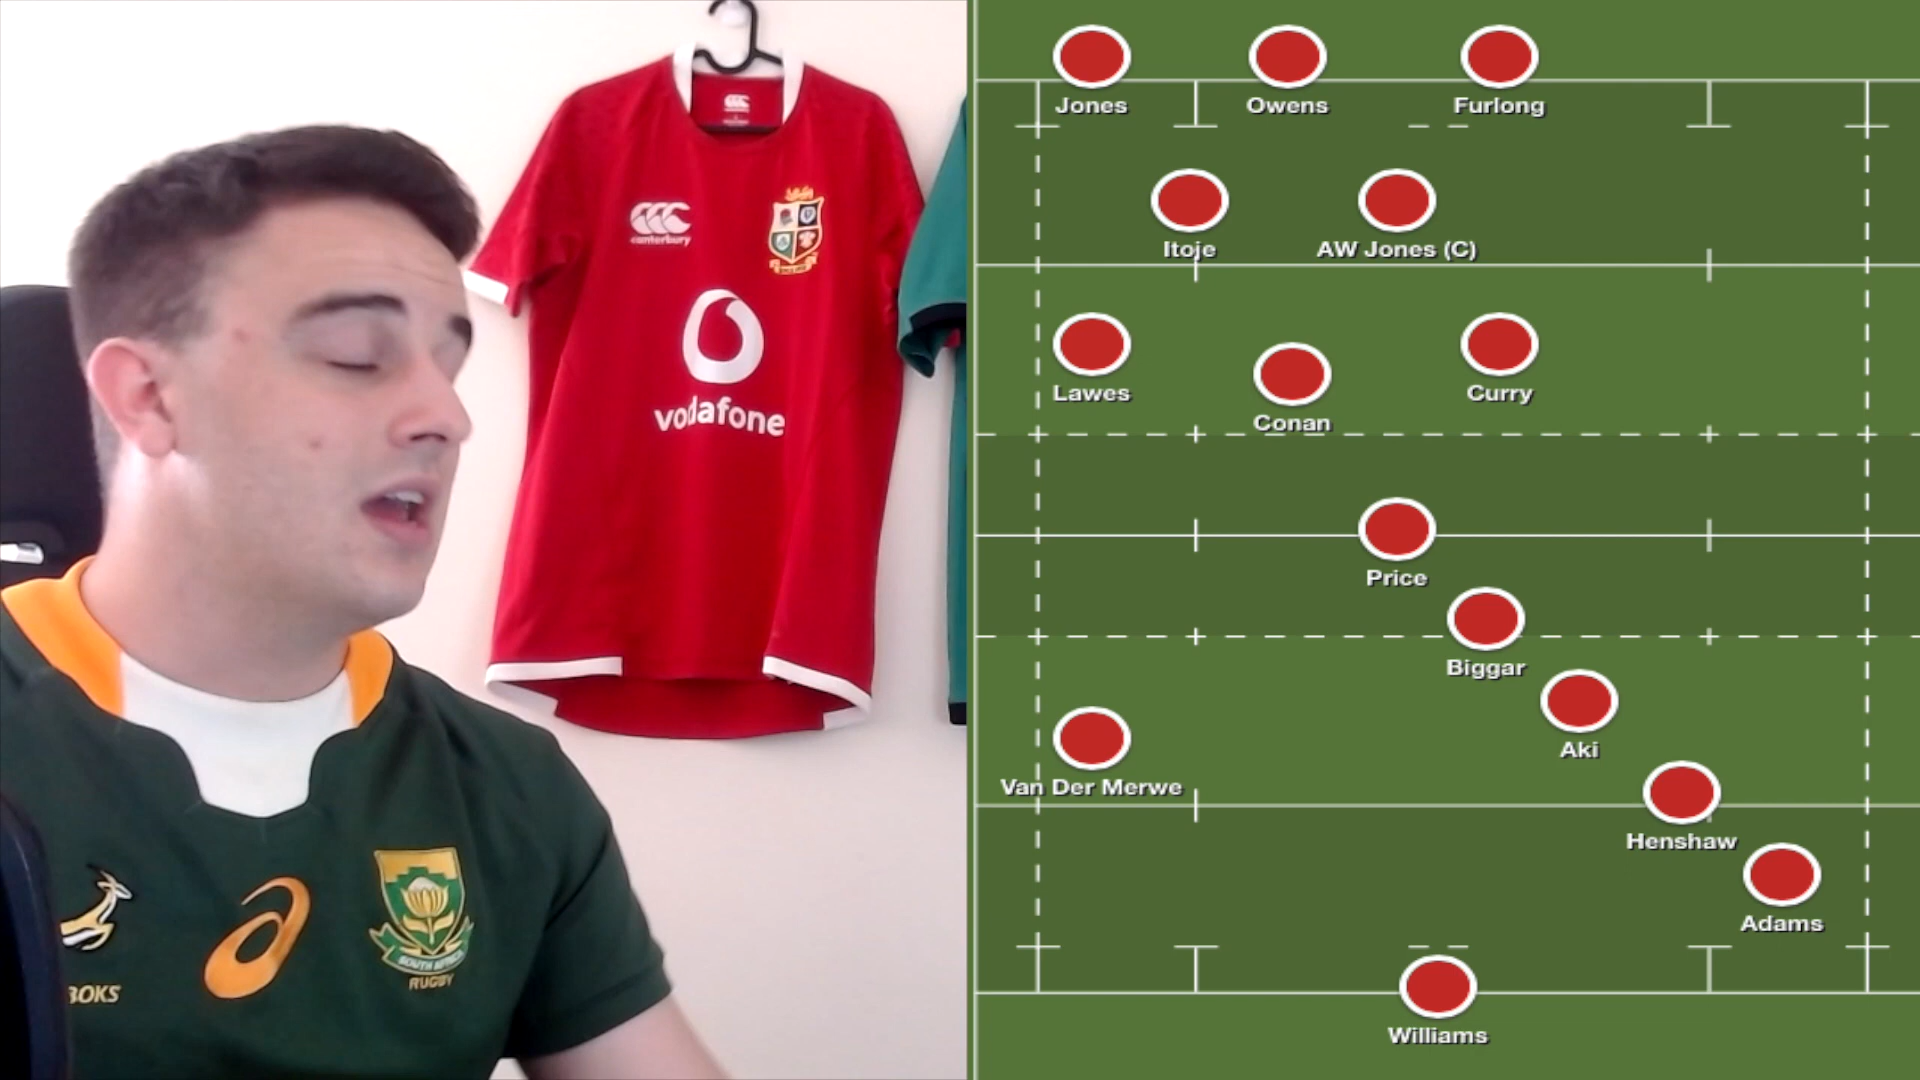 canterbury
vodafone
SOUTH AFRICA
RUGBY
BOKS
Jones
Owens
Furlong
Itoje
AW Jones (C)
Lawes
Conan
Curry
Price
Biggar
Aki
Van Der Merwe
Henshaw
Adams
Williams